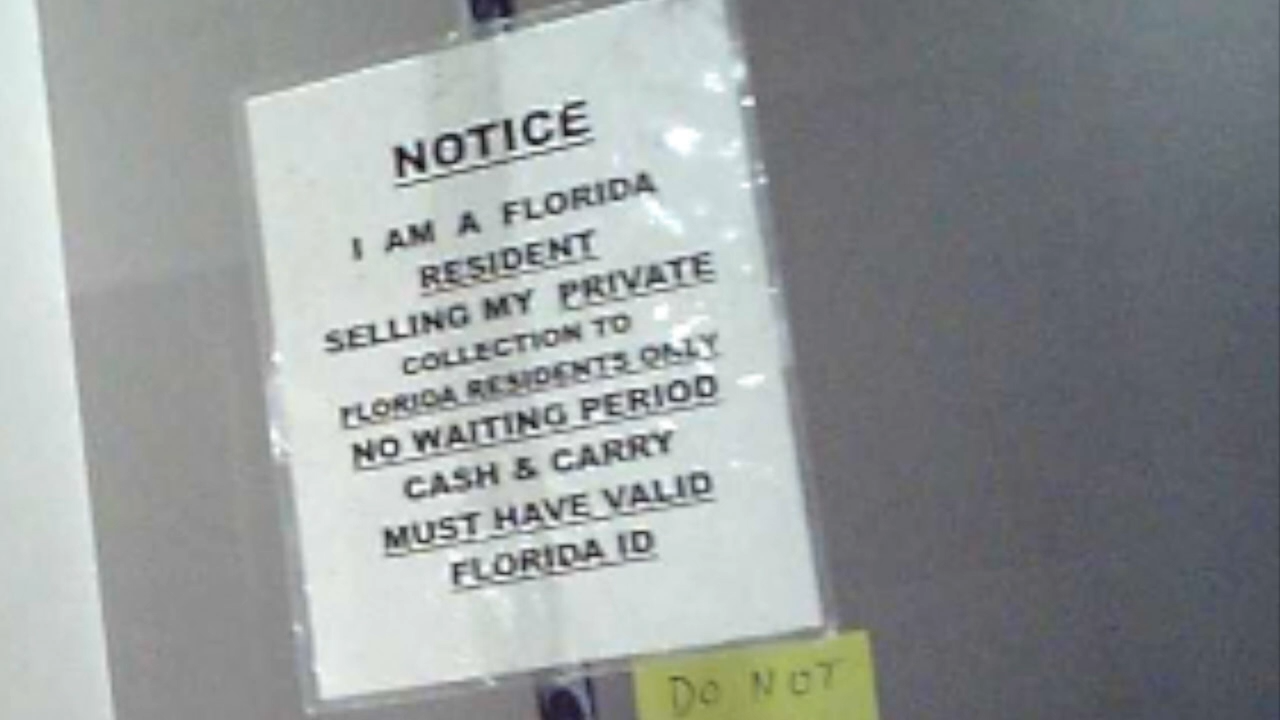 NOTICE
I AM A FLORIDA
RESIDENT
SELLING MY PRIVATE
COLLECTION TO
FLORIDA RESIDENTS ONLY
NO WAITING PERIOD
CASH & CARRY
MUST HAVE VALID
FLORIDA ID
DO NOT